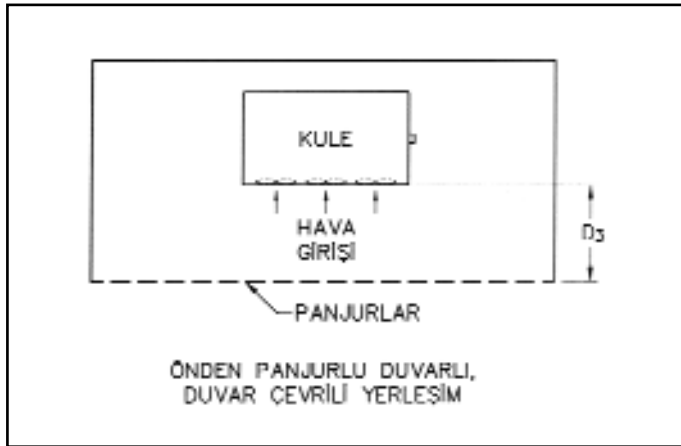 KULE
HAVA
GİRİŞİ
D3
PANJURLAR
ÖNDEN PANJURLU DUVARLI,
DUVAR ÇEVRİLİ YERLEŞİM